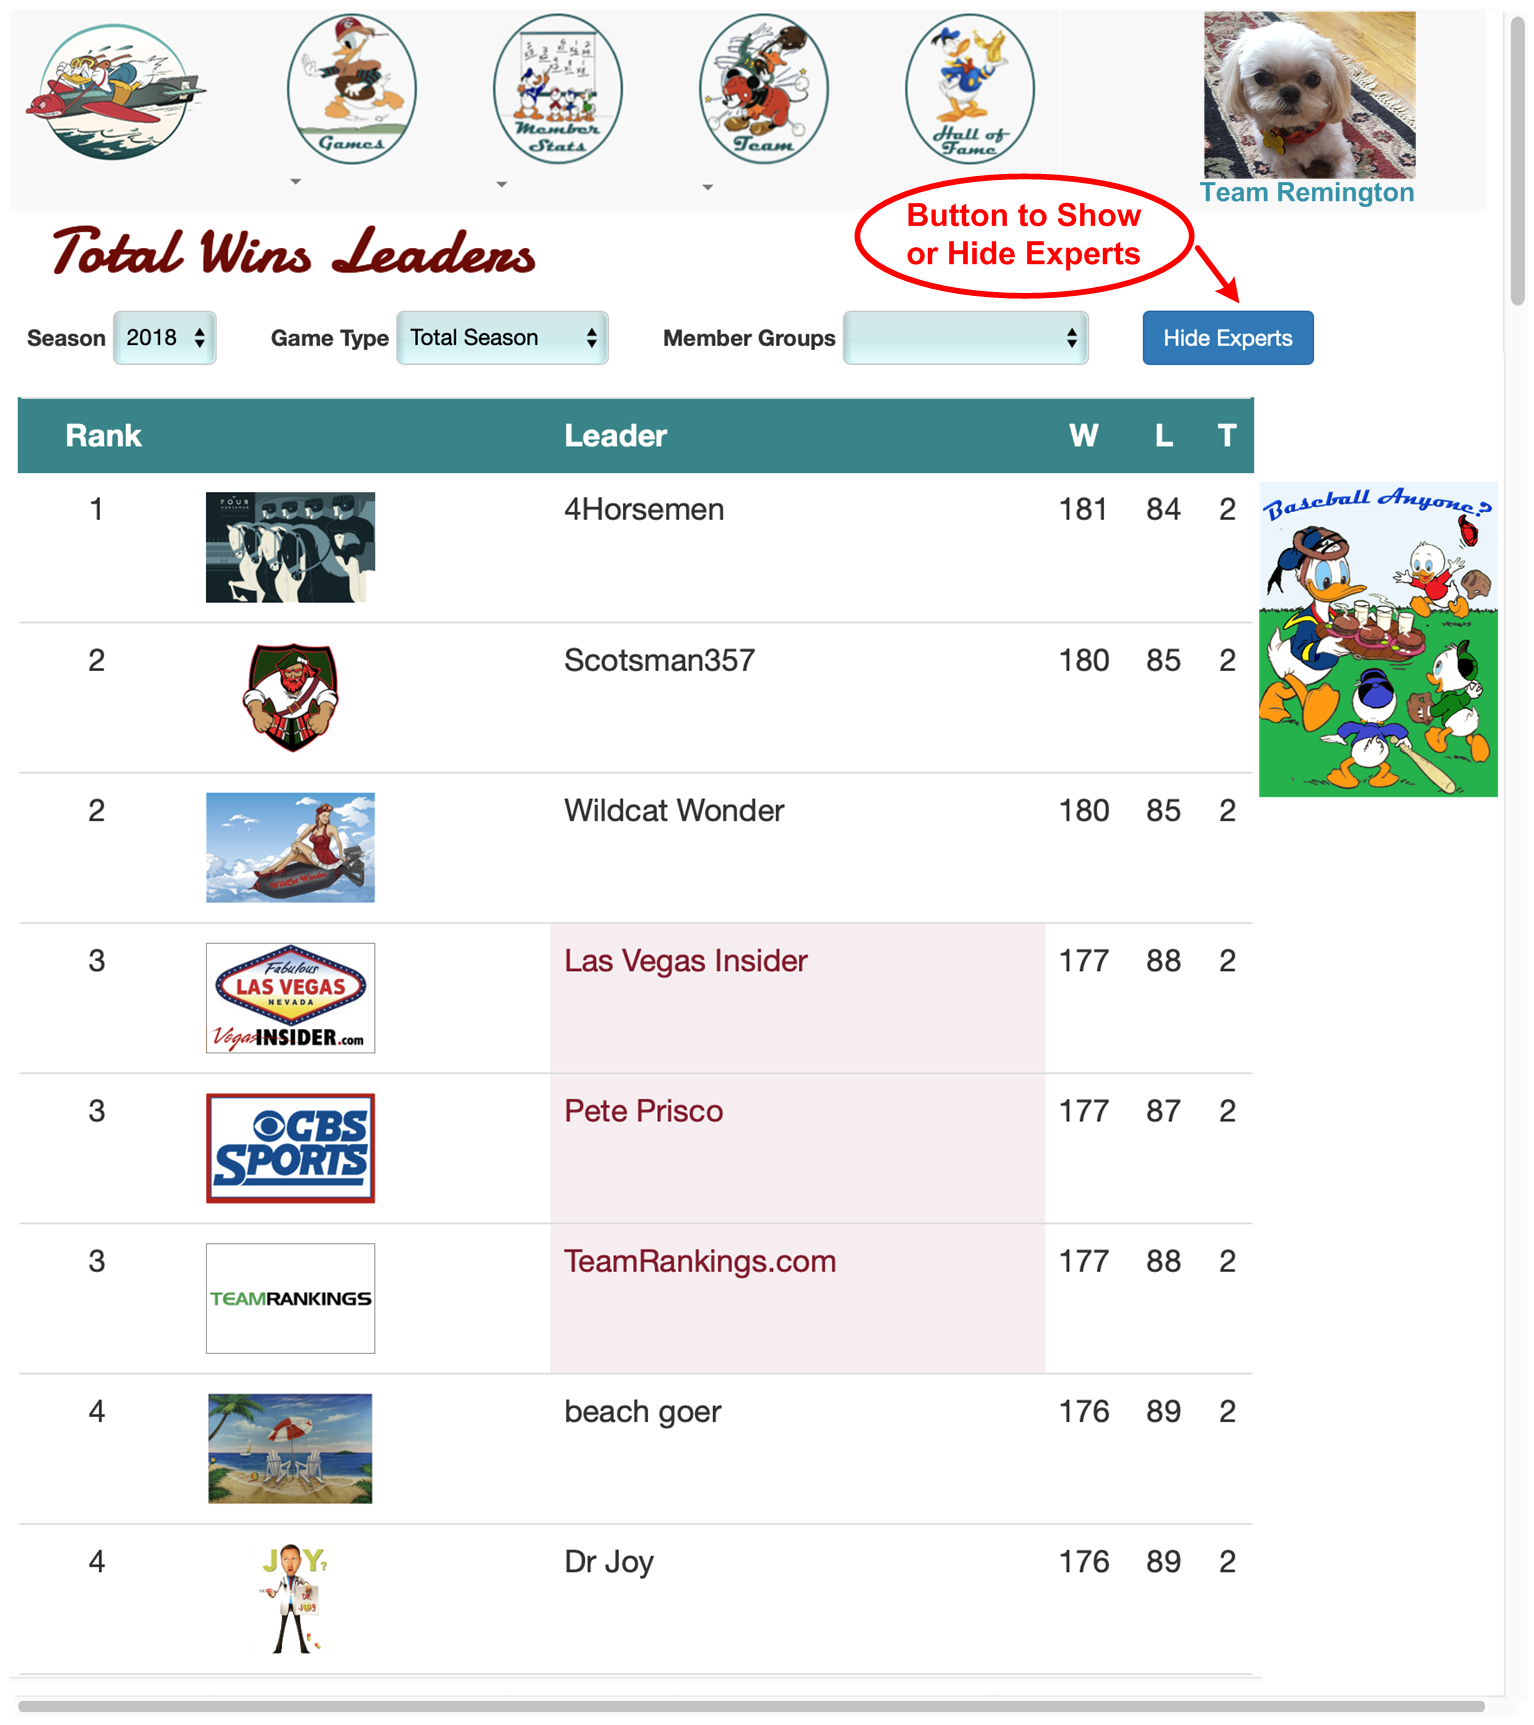 Games
Member
Stats
Team
Hall of
Fame
Team Remington
Button to Show
or Hide Experts
Total Wins Leaders
Season 2018 Game Type Total Season Member Groups Hide Experts
Rank Leader W L T
Baseball Anyone?
FOUR
HORSEMEN
1 4Horsemen 181 84 2
2 Scotsman357 180 85 2
2 Wildcat Wonder 180 85 2
WildCat Wonder
3 Las Vegas Insider 177 88 2
Fabulous
LAS VEGAS
NEVADA
VegasINSIDER.com
3 Pete Prisco 177 87 2
CBS
SPORTS
3 TeamRankings.com 177 88 2
TEAMRANKINGS
4 beach goer 176 89 2
4 Dr Joy 176 89 2
JOY?